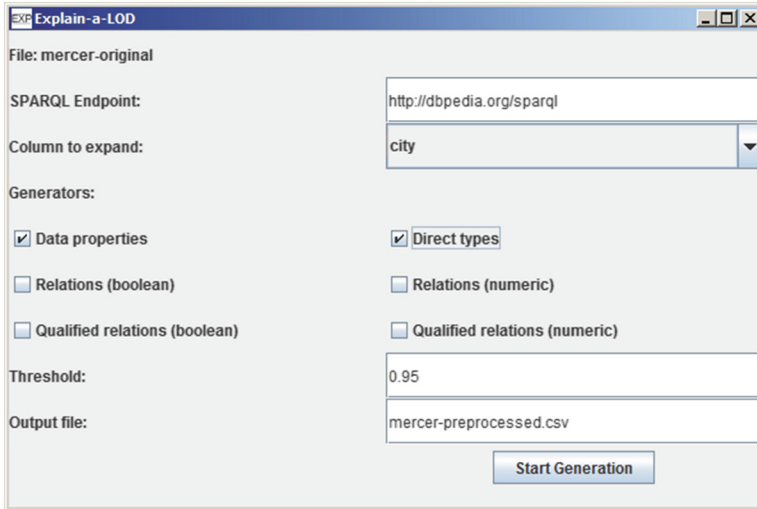 EXP Explain-a-LOD
File: mercer-original
SPARQL Endpoint: http://dbpedia.org/sparql
Column to expand: city
Generators:
Data properties Direct types
Relations (boolean) Relations (numeric)
Qualified relations (boolean) Qualified relations (numeric)
Threshold: 0.95
Output file: mercer-preprocessed.csv
Start Generation